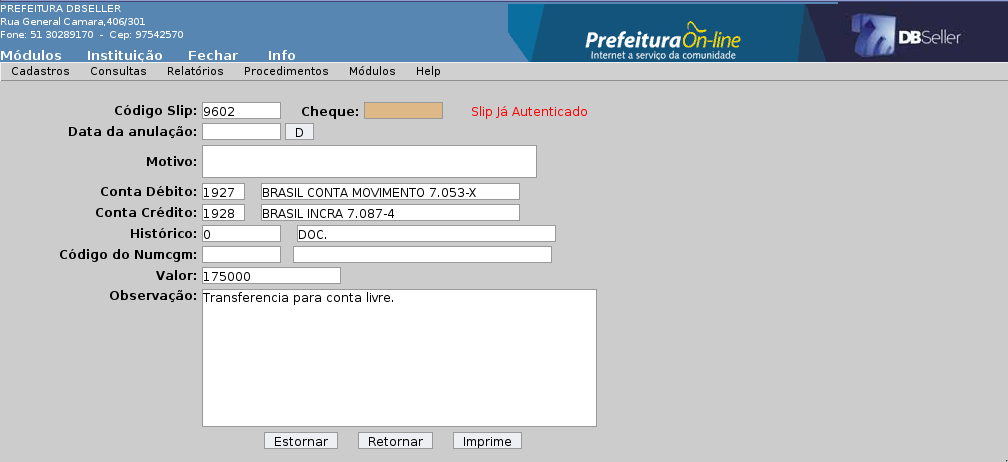 PREFEITURA DBSELLER
Rua General Camara,406/301
Fone: 51 30289170 - Cep: 97542570
Módulos Instituição Fechar Info
PrefeituraOn-line
Internet a serviço da comunidade
DBSeller
Cadastros Consultas Relatórios Procedimentos Módulos Help
Código Slip: 9602 Cheque: Slip Já Autenticado
Data da anulação: D
Motivo:
Conta Débito: 1927 BRASIL CONTA MOVIMENTO 7.053-X
Conta Crédito: 1928 BRASIL INCRA 7.087-4
Histórico: 0 DOC.
Código do Numcgm:
Valor: 175000
Observação: Transferencia para conta livre.
Estornar Retornar Imprime